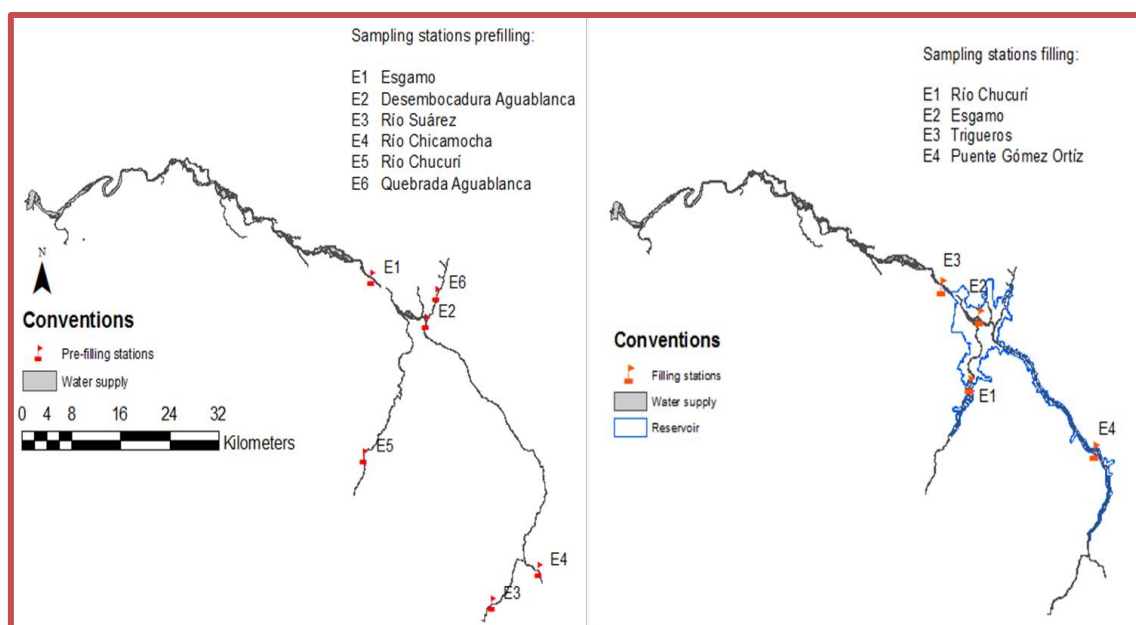 Sampling stations prefilling:
E1 Esgamo
E2 Desembocadura Aguablanca
E3 Río Suárez
E4 Río Chicamocha
E5 Río Chucurí
E6 Quebrada Aguablanca
E1
E6
E2
E5
E4
E3
N
Conventions
Pre-filling stations
Water supply
0 4 8 16 24 32
Kilometers
Sampling stations filling:
E1 Río Chucurí
E2 Esgamo
E3 Trigueros
E4 Puente Gómez Ortíz
E3
E2
E1
E4
Conventions
Filling stations
Water supply
Reservoir